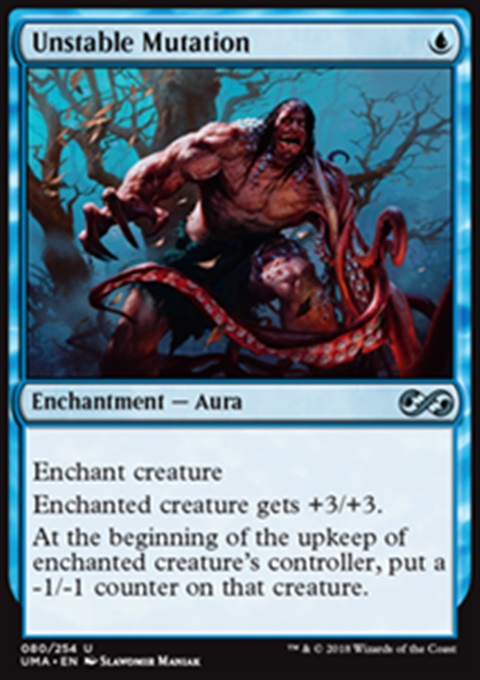 Unstable Mutation
Enchantment — Aura
Enchant creature
Enchanted creature gets +3/+3.
At the beginning of the upkeep of
enchanted creature's controller, put a
-1/-1 counter on that creature.
080/254 U
UMA • EN Slawomir Maniak
™ & © 2018 Wizards of the Coast